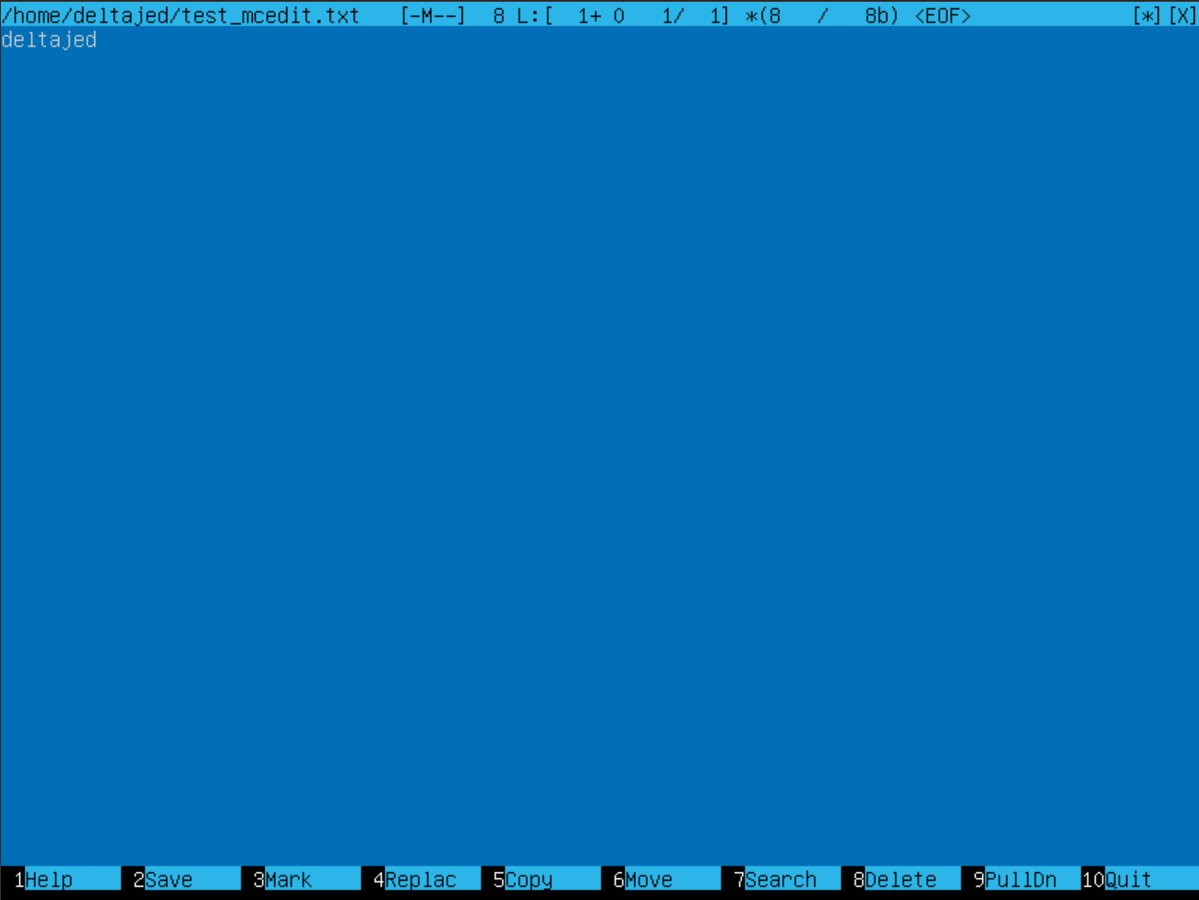 /home/deltajed/test_mcedit.txt [-M--] 8 L:[ 1+ 0 1/ 1] *(8 / 8b) <EOF> [*][X]
deltajed
1Help 2Save 3Mark 4Replac 5Copy 6Move 7Search 8Delete 9PullDn 10Quit